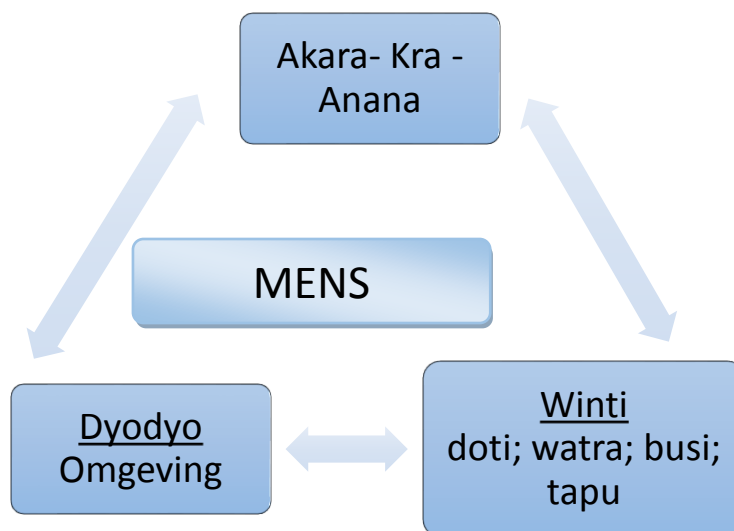 Akara- Kra -
Anana
MENS
Dyodyo
Omgeving
Winti
doti; watra; busi;
tapu